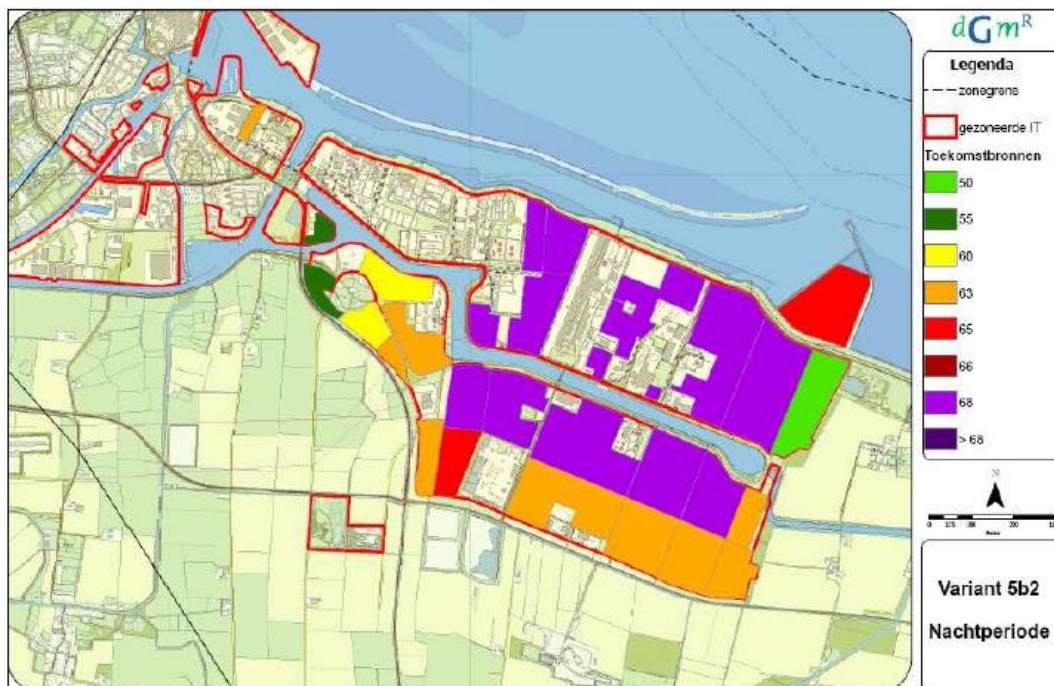 dGmR
Legenda
zonegrens
gezoneerde IT
Toekomstbronnen
50
55
60
63
65
66
68
> 68
N
Variant 5b2
Nachtperiode